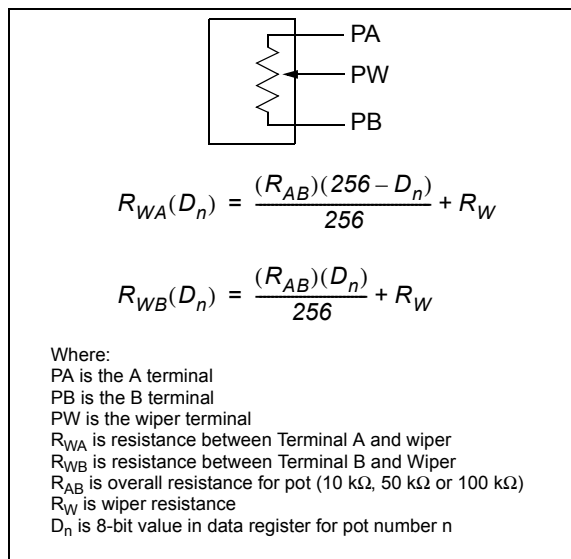 PA
PW
PB
R_WA(D_n) = (R_AB)(256 – D_n) / 256 + R_W
R_WB(D_n) = (R_AB)(D_n) / 256 + R_W
Where:
PA is the A terminal
PB is the B terminal
PW is the wiper terminal
R_WA is resistance between Terminal A and wiper
R_WB is resistance between Terminal B and Wiper
R_AB is overall resistance for pot (10 kΩ, 50 kΩ or 100 kΩ)
R_W is wiper resistance
D_n is 8-bit value in data register for pot number n